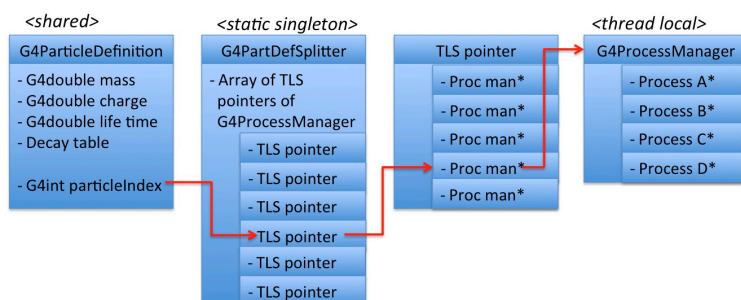 <shared>
G4ParticleDefinition
- G4double mass
- G4double charge
- G4double life time
- Decay table
- G4int particleIndex
<static singleton>
G4PartDefSplitter
- Array of TLS
pointers of
G4ProcessManager
- TLS pointer
- TLS pointer
- TLS pointer
- TLS pointer
- TLS pointer
- TLS pointer
TLS pointer
- Proc man*
- Proc man*
- Proc man*
- Proc man*
- Proc man*
<thread local>
G4ProcessManager
- Process A*
- Process B*
- Process C*
- Process D*